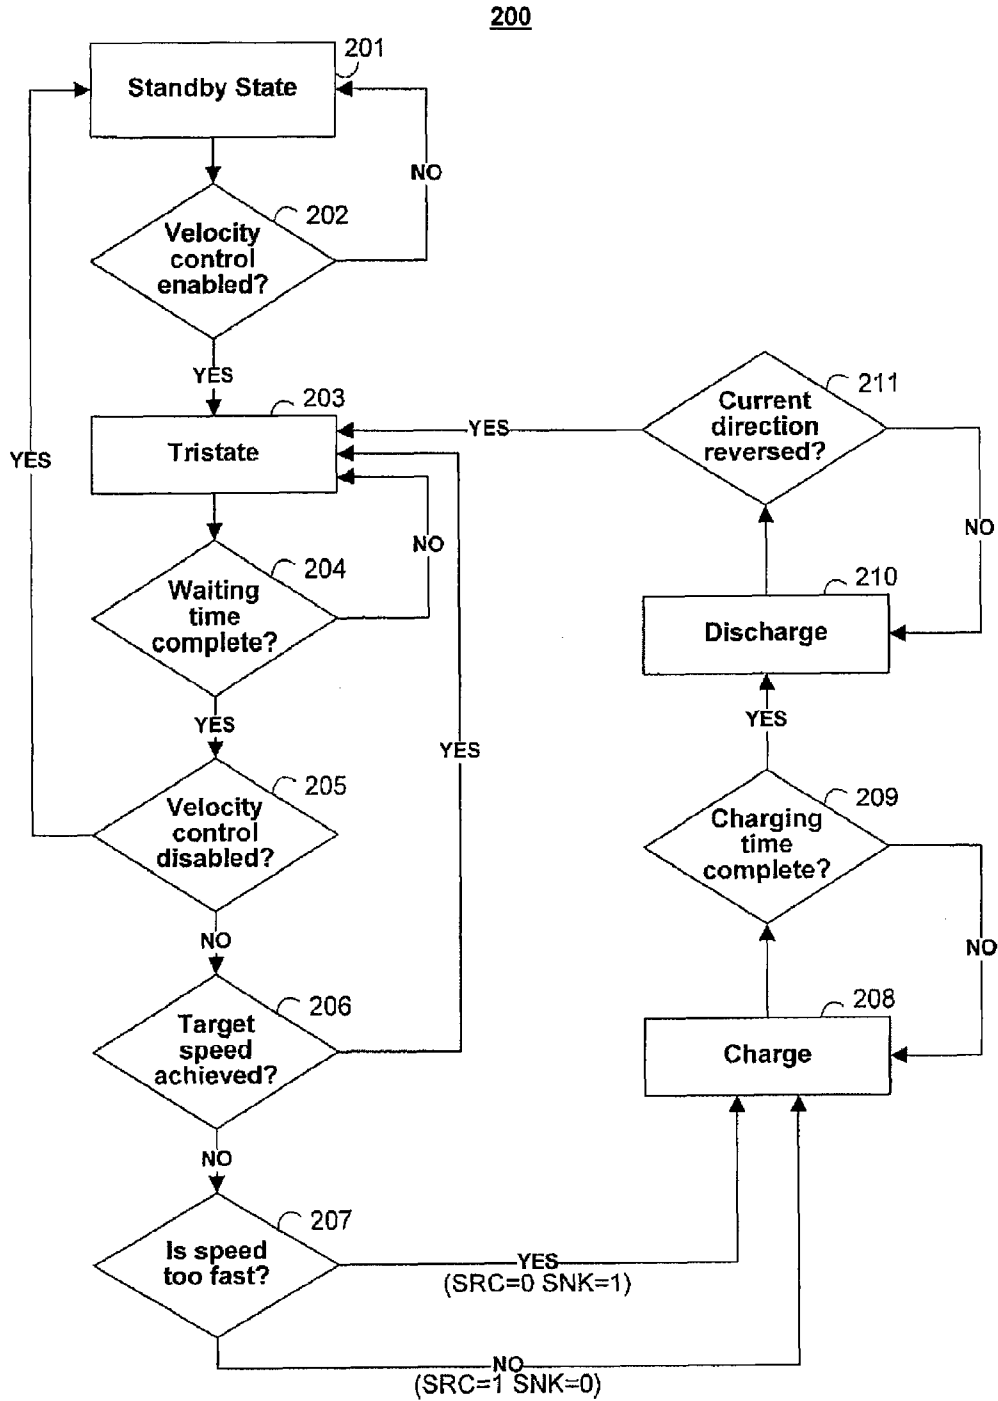 200
201
Standby State
NO
202
Velocity
control
enabled?
YES
203
Tristate
NO
204
Waiting
time
complete?
YES
205
Velocity
control
disabled?
YES
NO
206
Target
speed
achieved?
YES
NO
207
Is speed
too fast?
YES
(SRC=0 SNK=1)
NO
(SRC=1 SNK=0)
208
Charge
209
Charging
time
complete?
NO
YES
210
Discharge
211
Current
direction
reversed?
NO
YES